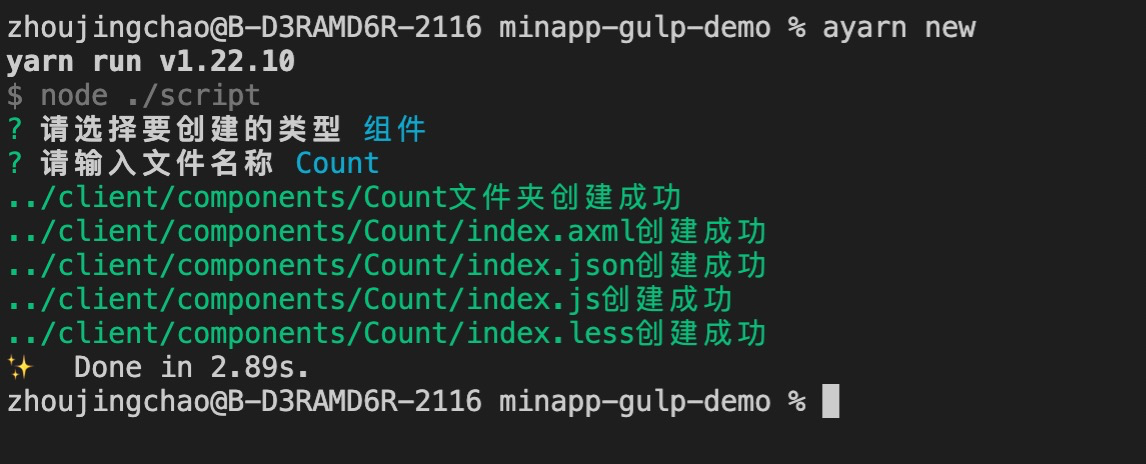 zhoujingchao@B-D3RAMD6R-2116 minapp-gulp-demo % ayarn new
yarn run v1.22.10
$ node ./script
? 请选择要创建的类型 组件
? 请输入文件名称 Count
../client/components/Count文件夹创建成功
../client/components/Count/index.axml创建成功
../client/components/Count/index.json创建成功
../client/components/Count/index.js创建成功
../client/components/Count/index.less创建成功
✨ Done in 2.89s.
zhoujingchao@B-D3RAMD6R-2116 minapp-gulp-demo %